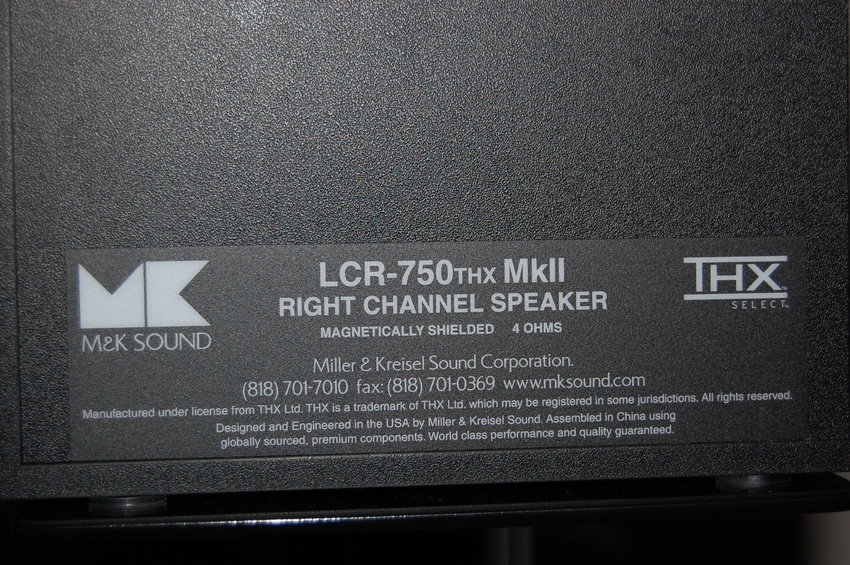 MK
M&K SOUND
LCR-750THX MkII
RIGHT CHANNEL SPEAKER
MAGNETICALLY SHIELDED 4 OHMS
THX™
SELECT™
Miller & Kreisel Sound Corporation.
(818) 701-7010 fax: (818) 701-0369 www.mksound.com
Manufactured under license from THX Ltd. THX is a trademark of THX Ltd. which may be registered in some jurisdictions. All rights reserved.
Designed and Engineered in the USA by Miller & Kreisel Sound. Assembled in China using
globally sourced, premium components. World class performance and quality guaranteed.